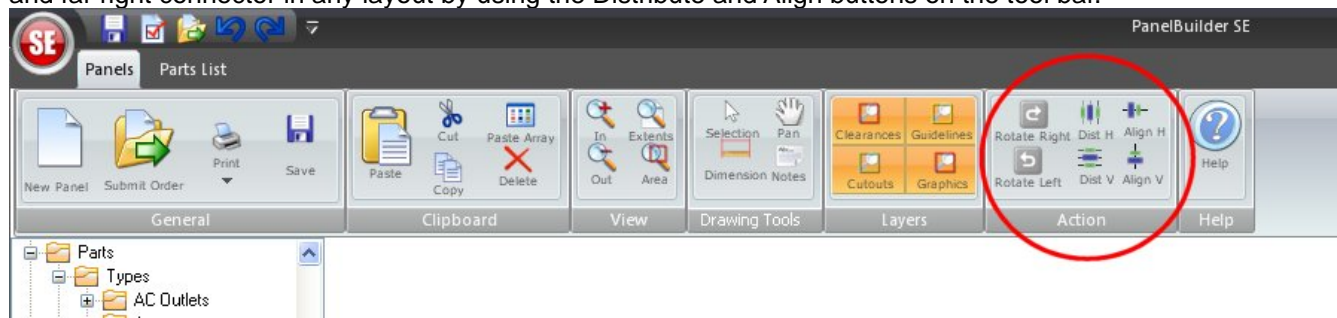 and far right connector in any layout by using the Distribute and Align buttons on the tool bar.
SE
PanelBuilder SE
Panels Parts List
New Panel
Submit Order
Print
Save
General
Paste
Cut
Copy
Paste Array
Delete
Clipboard
In
Extents
Out
Area
View
Selection
Pan
Dimension
Notes
Drawing Tools
Clearances
Guidelines
Cutouts
Graphics
Layers
Rotate Right
Dist H
Align H
Rotate Left
Dist V
Align V
Action
Help
Help
Parts
Types
AC Outlets